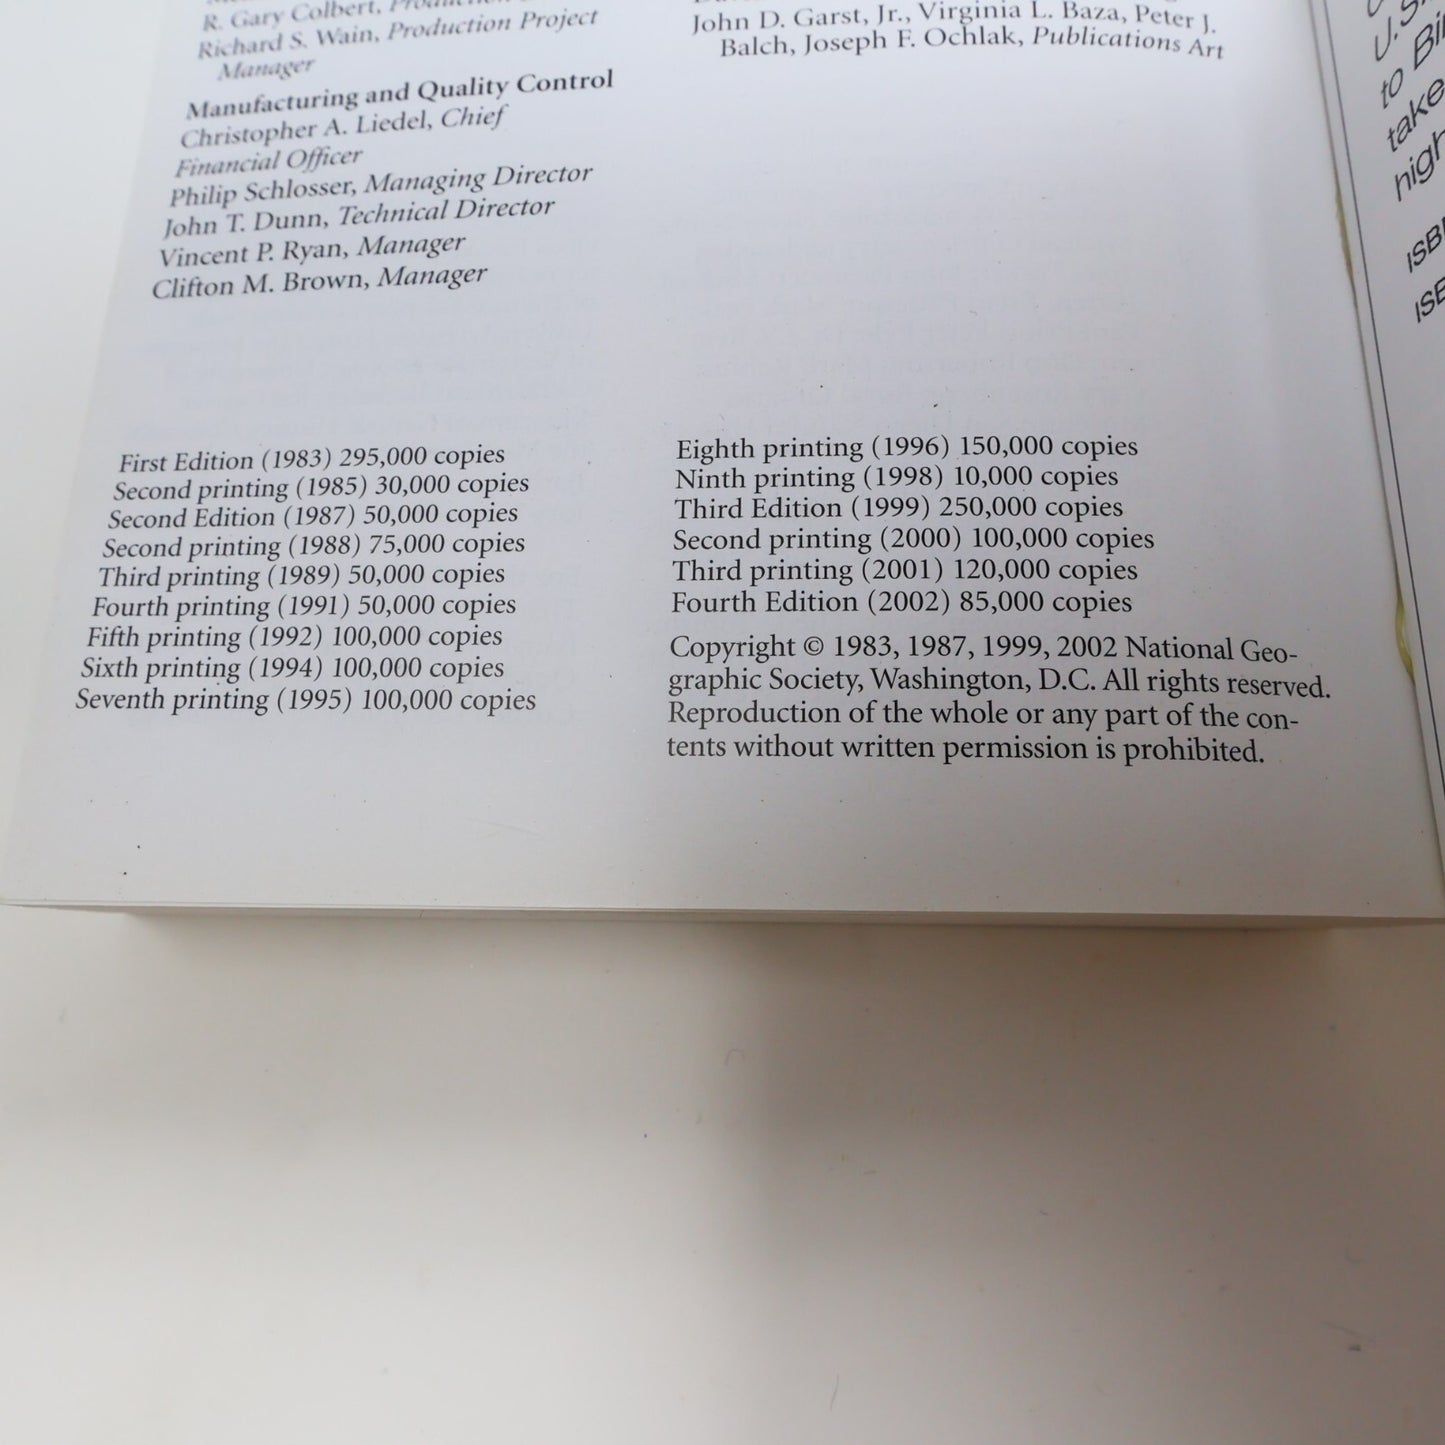 R. Gary Colbert,
Richard S. Wain, Production Project
Manager
Manufacturing and Quality Control
Christopher A. Liedel, Chief
Financial Officer
Philip Schlosser, Managing Director
John T. Dunn, Technical Director
Vincent P. Ryan, Manager
Clifton M. Brown, Manager
First Edition (1983) 295,000 copies
Second printing (1985) 30,000 copies
Second Edition (1987) 50,000 copies
Second printing (1988) 75,000 copies
Third printing (1989) 50,000 copies
Fourth printing (1991) 50,000 copies
Fifth printing (1992) 100,000 copies
Sixth printing (1994) 100,000 copies
Seventh printing (1995) 100,000 copies
John D. Garst, Jr., Virginia L. Baza, Peter J.
Balch, Joseph F. Ochlak, Publications Art
Eighth printing (1996) 150,000 copies
Ninth printing (1998) 10,000 copies
Third Edition (1999) 250,000 copies
Second printing (2000) 100,000 copies
Third printing (2001) 120,000 copies
Fourth Edition (2002) 85,000 copies
Copyright © 1983, 1987, 1999, 2002 National Geo-
graphic Society, Washington, D.C. All rights reserved.
Reproduction of the whole or any part of the con-
tents without written permission is prohibited.
to
take